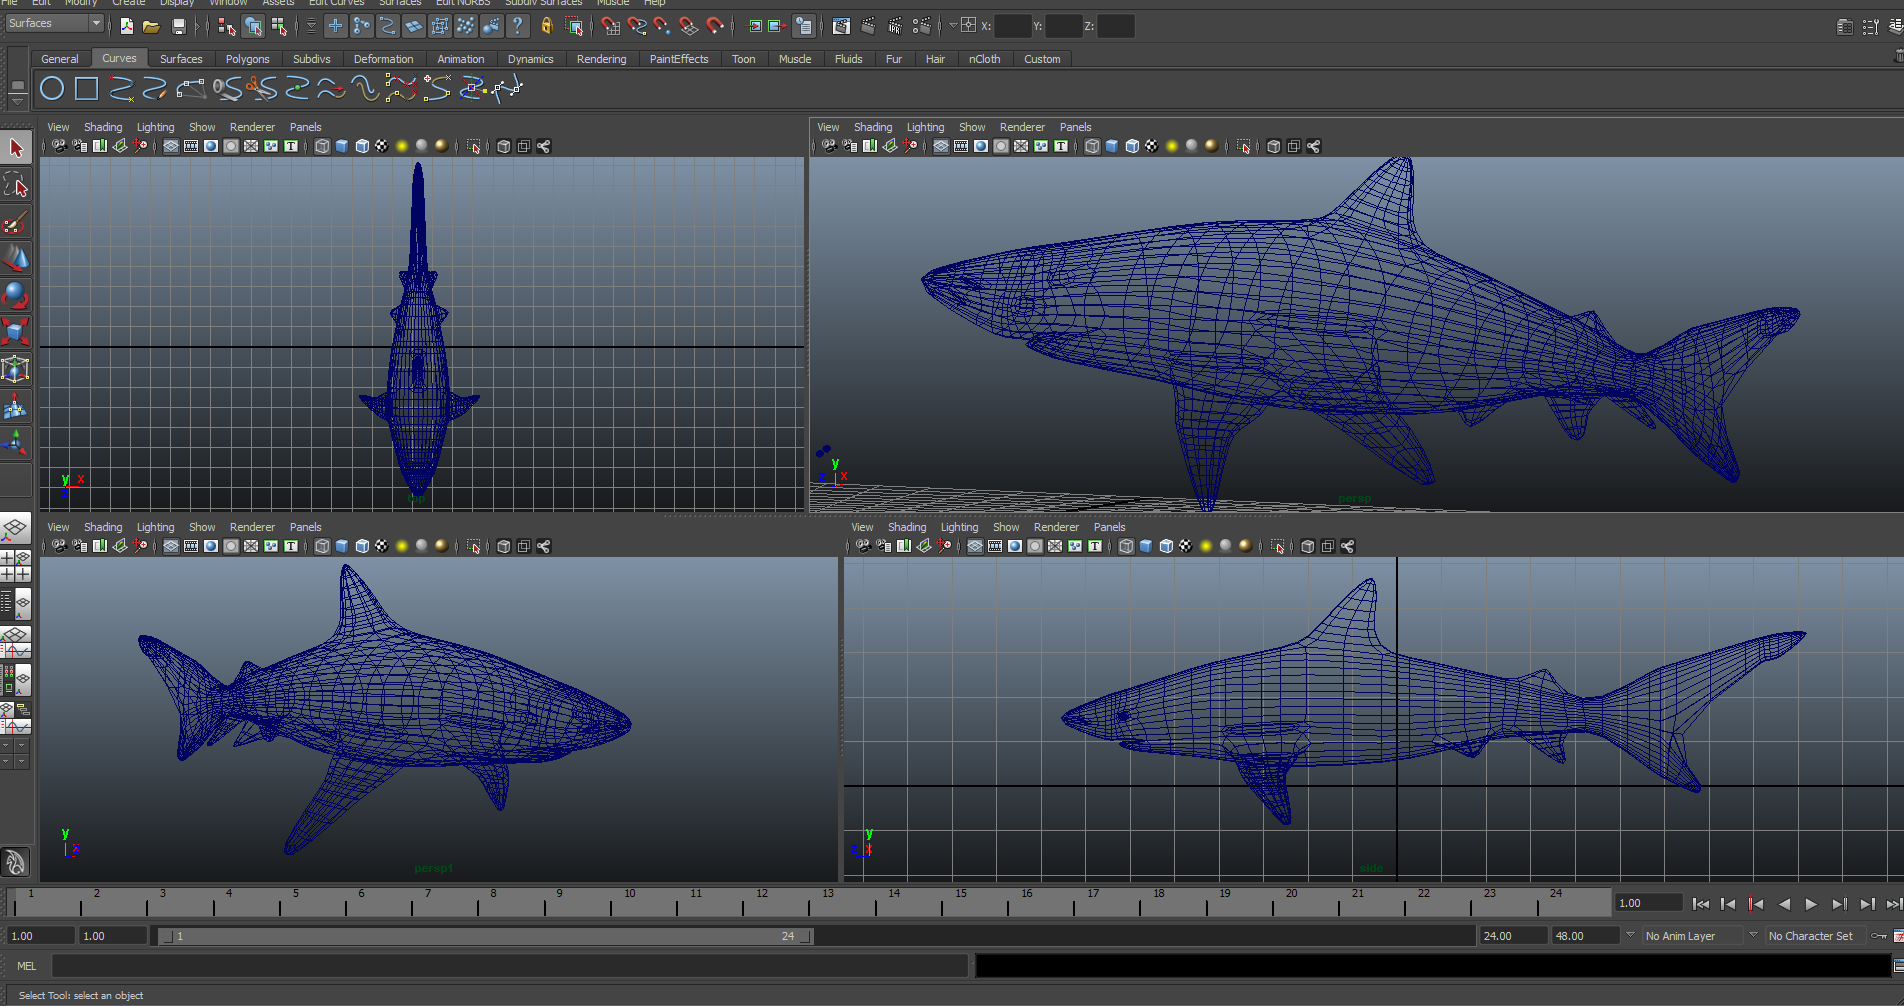 File Edit Modify Create Display Window Assets Edit Curves Surfaces Edit NURBS Subdiv Surfaces Muscle Help
Surfaces X: Y: Z:
General Curves Surfaces Polygons Subdivs Deformation Animation Dynamics Rendering PaintEffects Toon Muscle Fluids Fur Hair nCloth Custom
View Shading Lighting Show Renderer Panels
T
y x z
top
View Shading Lighting Show Renderer Panels
T
y x z
persp
View Shading Lighting Show Renderer Panels
T
y x
persp1
View Shading Lighting Show Renderer Panels
T
y z x
side
1 2 3 4 5 6 7 8 9 10 11 12 13 14 15 16 17 18 19 20 21 22 23 24 1.00
1.00 1.00 1 24 24.00 48.00 No Anim Layer No Character Set
MEL
Select Tool: select an object